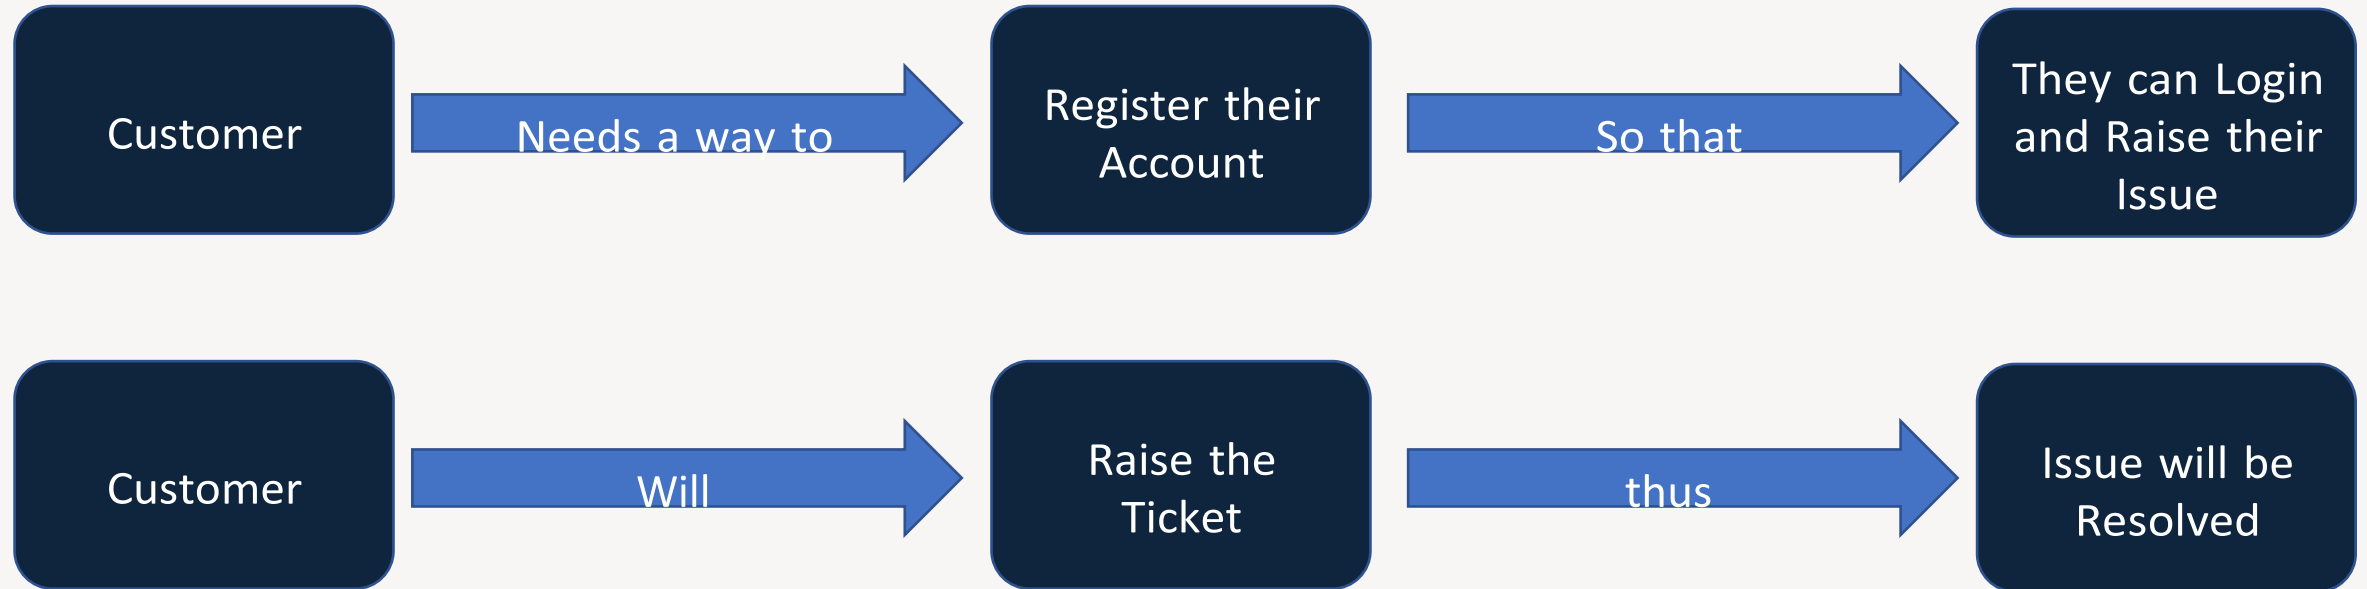 Customer
Needs a way to
Register their
Account
So that
They can Login
and Raise their
Issue
Customer
Will
Raise the
Ticket
thus
Issue will be
Resolved